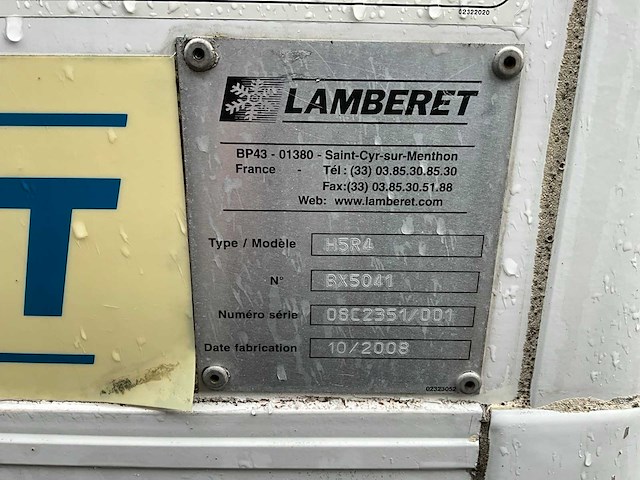 02322020
LAMBERET
BP43 - 01380 - Saint-Cyr-sur-Menthon
France - Tél : (33) 03.85.30.85.30
Fax:(33) 03.85.30.51.88
Web: www.lamberet.com
Type / Modèle H5R4
N° BX5041
Numéro série 08C2351/001
Date fabrication 10/2008
02323052
T